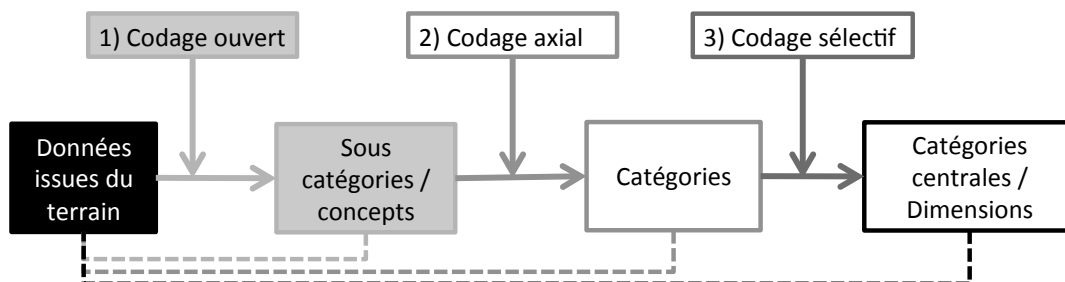 1) Codage ouvert
2) Codage axial
3) Codage sélectif
Données
issues du
terrain
Sous
catégories /
concepts
Catégories
Catégories
centrales /
Dimensions